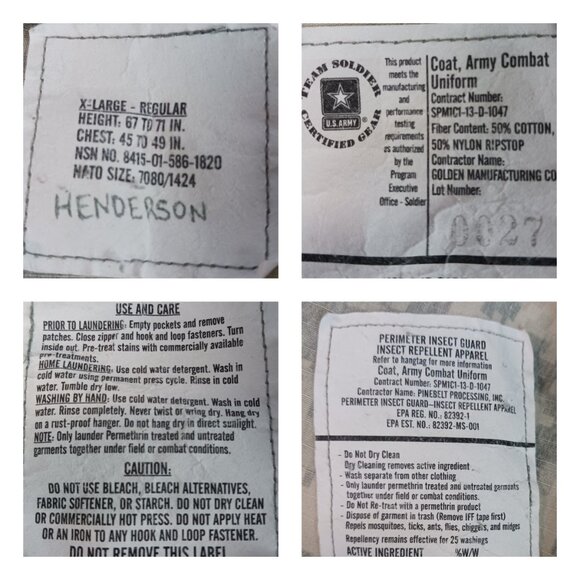 X-LARGE - REGULAR
HEIGHT: 67 TO 71 IN.
CHEST: 45 TO 49 IN.
NSN NO. 8415-01-586-1820
NATO SIZE: 7080/1424
HENDERSON
TEAM SOLDIER
U.S. ARMY
CERTIFIED GEAR
This product
meets the
manufacturing
and
performance
testing
requirements
as authorized
by the
Program
Executive
Office - Soldier
Coat, Army Combat
Uniform
Contract Number:
SPM1C1-13-D-1047
Fiber Content: 50% COTTON,
50% NYLON RIPSTOP
Contractor Name:
GOLDEN MANUFACTURING CO
Lot Number:
0027
USE AND CARE
PRIOR TO LAUNDERING: Empty pockets and remove
patches. Close zipper and hook and loop fasteners. Turn
inside out. Pre-treat stains with commercially available
pre-treatments.
HOME LAUNDERING: Use cold water detergent. Wash in
cold water using permanent press cycle. Rinse in cold
water. Tumble dry low.
WASHING BY HAND: Use cold water detergent. Wash in cold
water. Rinse completely. Never twist or wring dry. Hang dry
on a rust-proof hanger. Do not hang dry in direct sunlight.
NOTE: Only launder Permethrin treated and untreated
garments together under field or combat conditions.
CAUTION:
DO NOT USE BLEACH, BLEACH ALTERNATIVES,
FABRIC SOFTENER, OR STARCH. DO NOT DRY CLEAN
OR COMMERCIALLY HOT PRESS. DO NOT APPLY HEAT
OR AN IRON TO ANY HOOK AND LOOP FASTENER.
DO NOT REMOVE THIS LABEL
PERIMETER INSECT GUARD
INSECT REPELLENT APPAREL
Refer to hangtag for more information
Coat, Army Combat Uniform
Contract Number: SPM1C1-13-D-1047
Contractor Name: PINEBELT PROCESSING, INC.
PERIMETER INSECT GUARD-INSECT REPELLENT APPAREL
EPA REG. NO.: 82392-1
EPA EST. NO.: 82392-MS-001
- Do Not Dry Clean
Dry Cleaning removes active ingredient
- Wash separate from other clothing
- Only launder permethrin treated and untreated garments
together under field or combat conditions.
- Do Not Re-treat with a permethrin product
- Dispose of garment in trash (Remove IFF tape first)
Repels mosquitoes, ticks, ants, flies, chiggers, and midges
Repellency remains effective for 25 washings
ACTIVE INGREDIENT %W/W